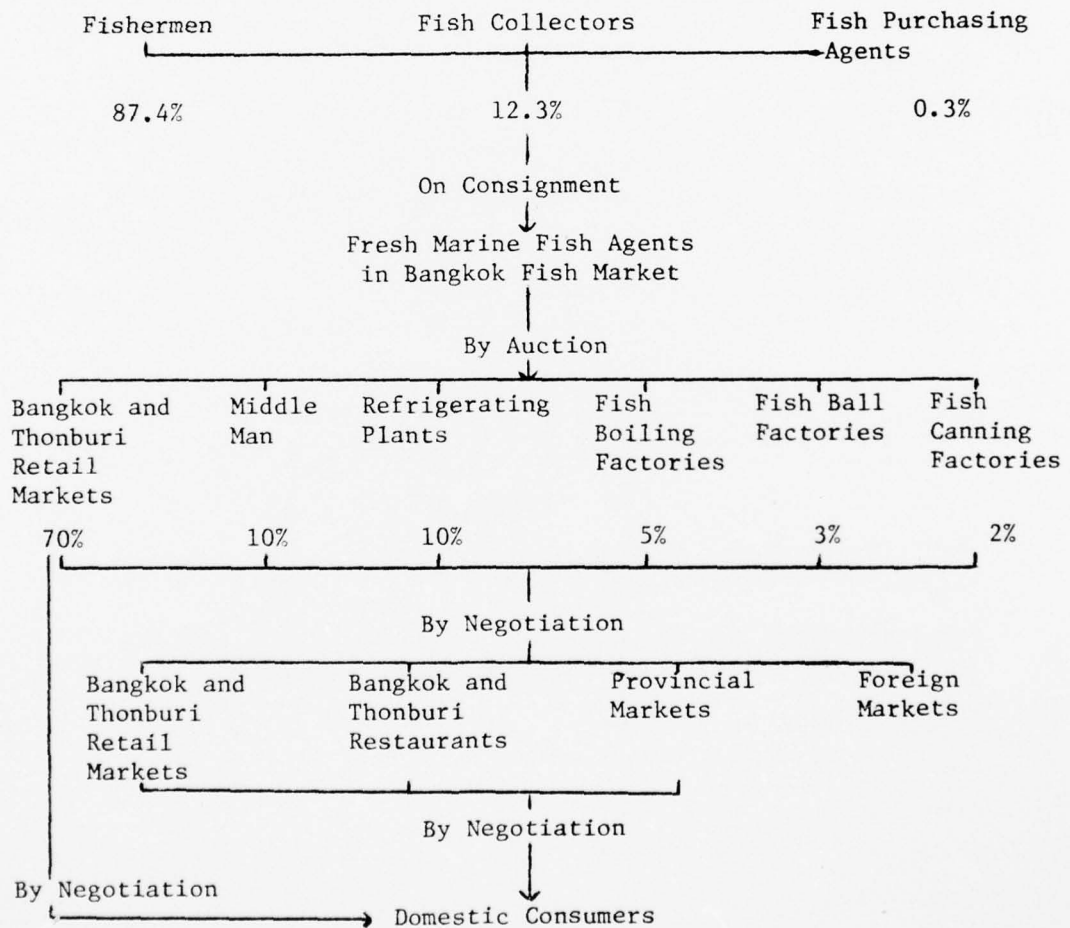 Fishermen Fish Collectors Fish Purchasing
Agents
87.4% 12.3% 0.3%
On Consignment
Fresh Marine Fish Agents
in Bangkok Fish Market
By Auction
Bangkok and Middle Refrigerating Fish Fish Ball Fish
Thonburi Man Plants Boiling Factories Canning
Retail Factories Factories
Markets
70% 10% 10% 5% 3% 2%
By Negotiation
Bangkok and Bangkok and Provincial Foreign
Thonburi Thonburi Markets Markets
Retail Restaurants
Markets
By Negotiation
By Negotiation
Domestic Consumers